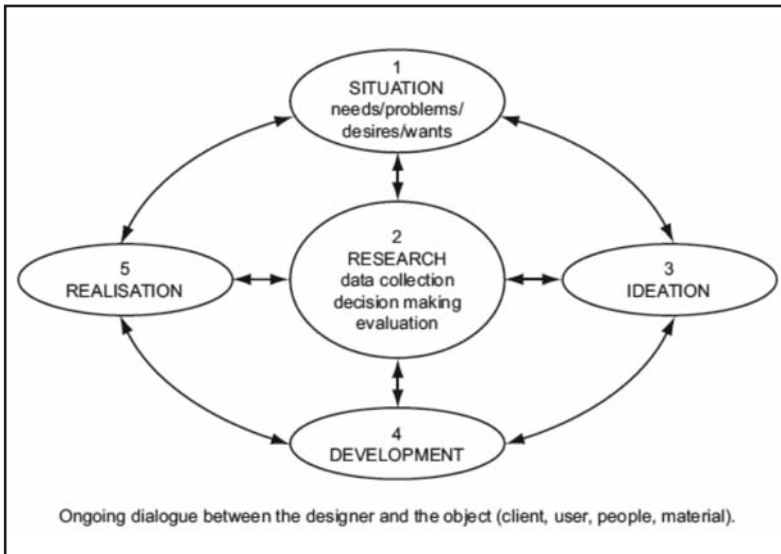 1
SITUATION
needs/problems/
desires/wants
2
RESEARCH
data collection
decision making
evaluation
5
REALISATION
3
IDEATION
4
DEVELOPMENT
Ongoing dialogue between the designer and the object (client, user, people, material).